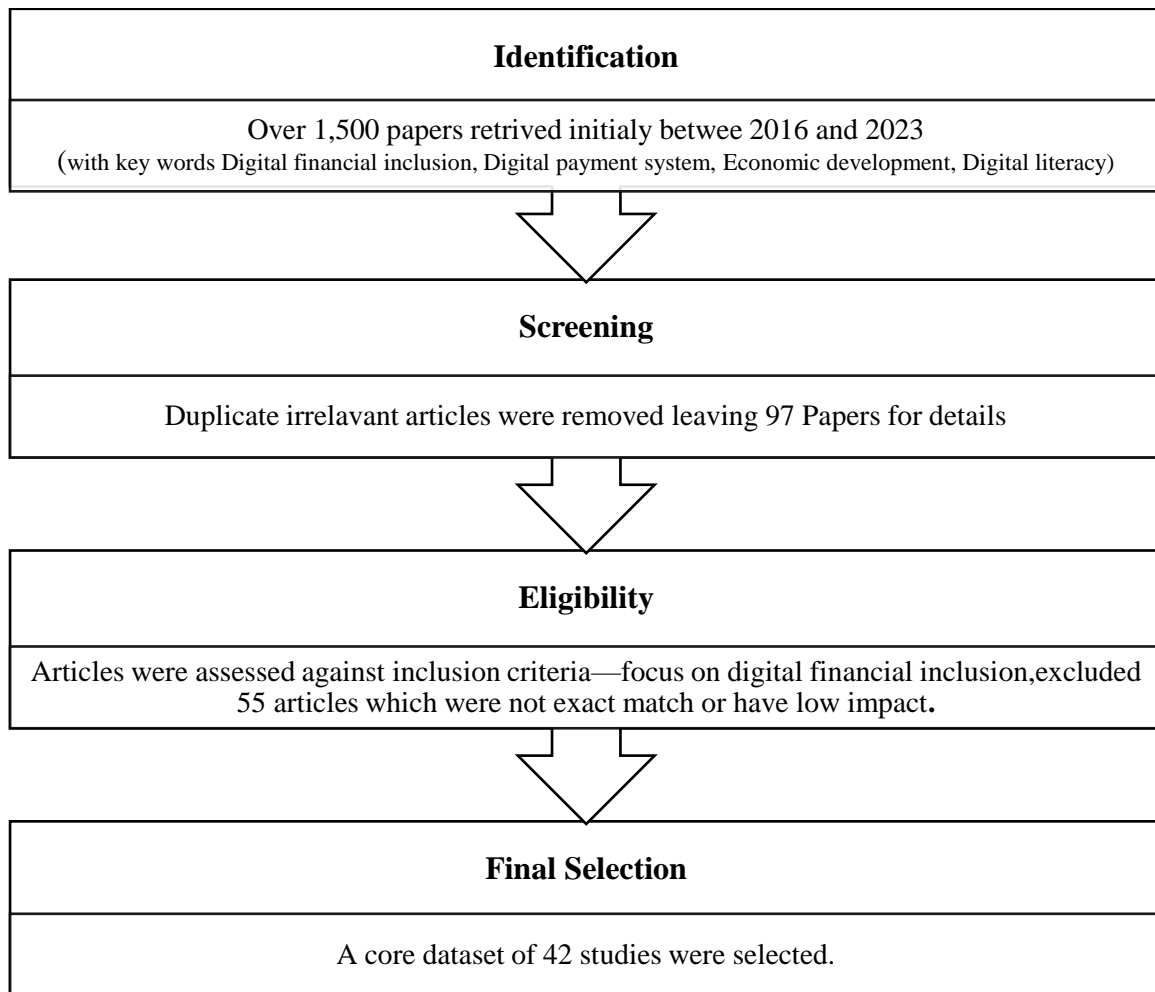 Identification
Over 1,500 papers retrived initialy betwee 2016 and 2023
(with key words Digital financial inclusion, Digital payment system, Economic development, Digital literacy)
Screening
Duplicate irrelavant articles were removed leaving 97 Papers for details
Eligibility
Articles were assessed against inclusion criteria—focus on digital financial inclusion,excluded
55 articles which were not exact match or have low impact.
Final Selection
A core dataset of 42 studies were selected.